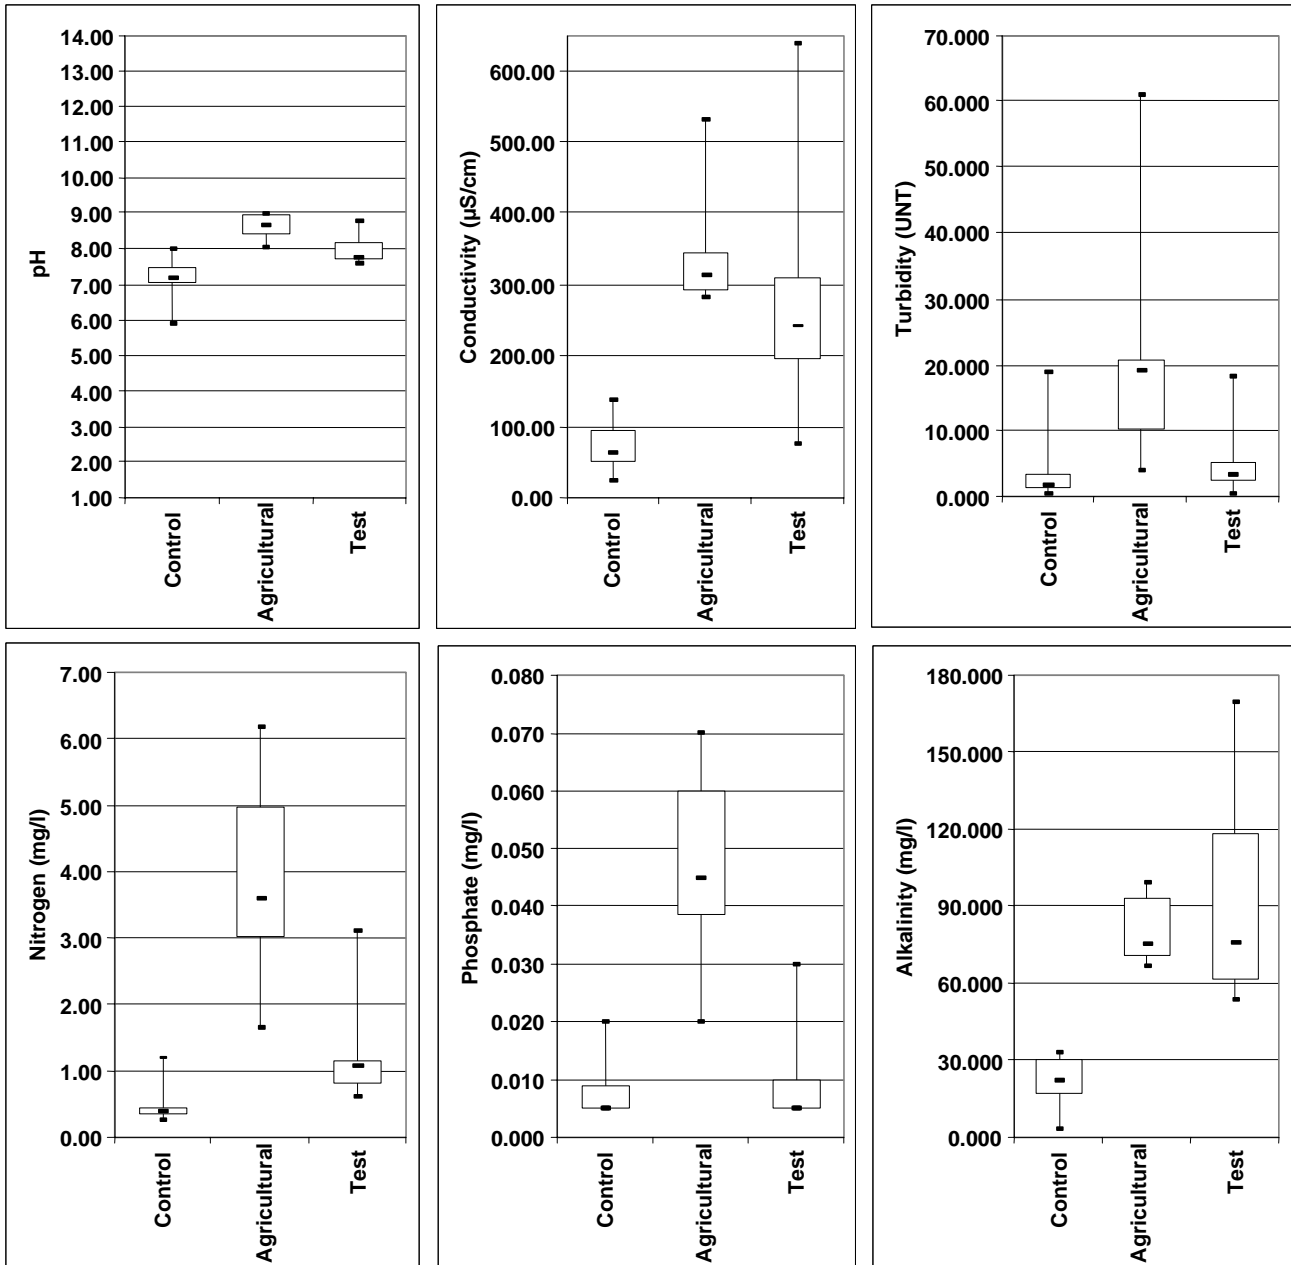 14.00
13.00
12.00
11.00
10.00
9.00
8.00
7.00
6.00
5.00
4.00
3.00
2.00
1.00
pH
Control
Agricultural
Test
600.00
500.00
400.00
300.00
200.00
100.00
0.00
Conductivity (µS/cm)
Control
Agricultural
Test
70.000
60.000
50.000
40.000
30.000
20.000
10.000
0.000
Turbidity (UNT)
Control
Agricultural
Test
7.00
6.00
5.00
4.00
3.00
2.00
1.00
0.00
Nitrogen (mg/l)
Control
Agricultural
Test
0.080
0.070
0.060
0.050
0.040
0.030
0.020
0.010
0.000
Phosphate (mg/l)
Control
Agricultural
Test
180.000
150.000
120.000
90.000
60.000
30.000
0.000
Alkalinity (mg/l)
Control
Agricultural
Test